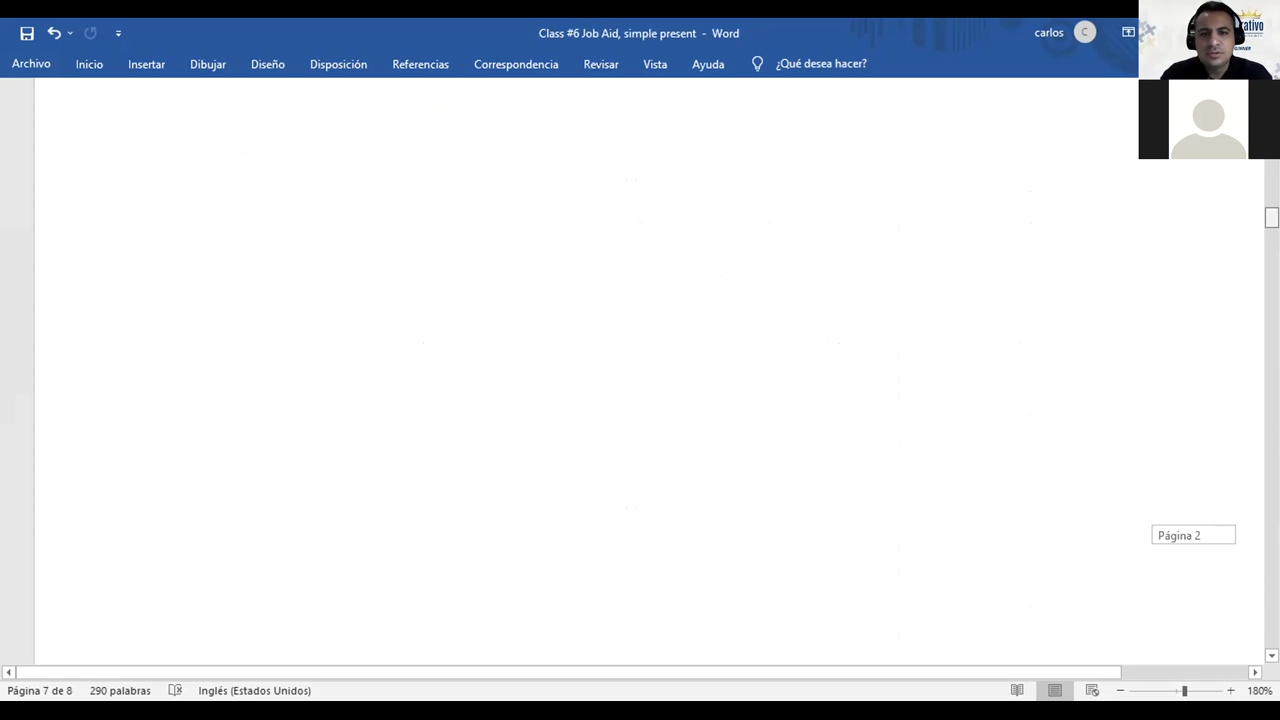 Class #6 Job Aid, simple present - Word
carlos
C
Archivo
Inicio
Insertar
Dibujar
Diseño
Disposición
Referencias
Correspondencia
Revisar
Vista
Ayuda
¿Qué desea hacer?
Página 2
Página 7 de 8
290 palabras
Inglés (Estados Unidos)
180%